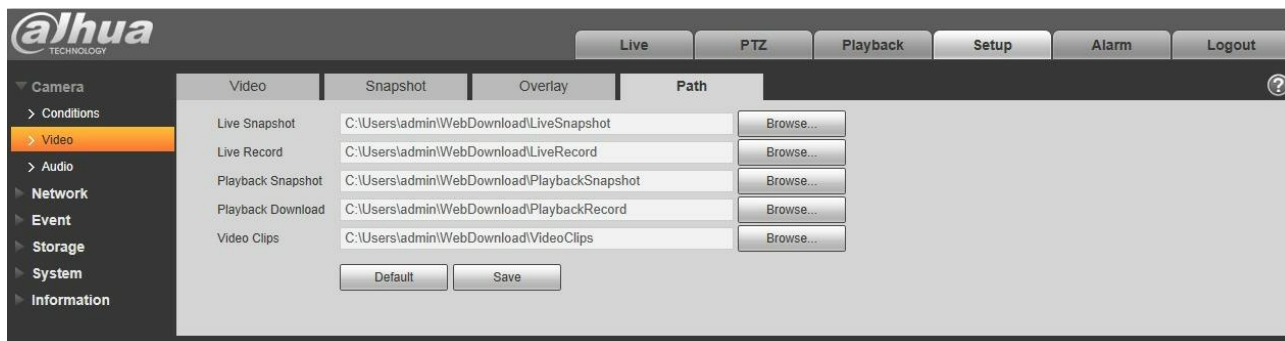 alhua
TECHNOLOGY
Live PTZ Playback Setup Alarm Logout
Camera
> Conditions
> Video
> Audio
Network
Event
Storage
System
Information
Video Snapshot Overlay Path ?
Live Snapshot C:\Users\admin\WebDownload\LiveSnapshot Browse...
Live Record C:\Users\admin\WebDownload\LiveRecord Browse...
Playback Snapshot C:\Users\admin\WebDownload\PlaybackSnapshot Browse...
Playback Download C:\Users\admin\WebDownload\PlaybackRecord Browse...
Video Clips C:\Users\admin\WebDownload\VideoClips Browse...
Default Save